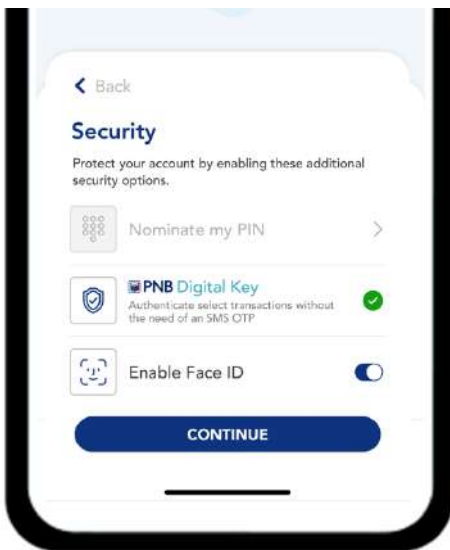 Back
Security
Protect your account by enabling these additional
security options.
Nominate my PIN
PNB Digital Key
Authenticate select transactions without
the need of an SMS OTP
Enable Face ID
CONTINUE